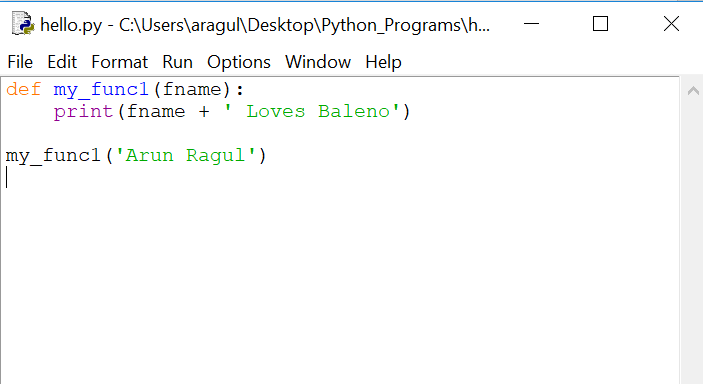 hello.py - C:\Users\aragul\Desktop\Python_Programs\h...
File Edit Format Run Options Window Help
def my_func1(fname):
    print(fname + ' Loves Baleno')
my_func1('Arun Ragul')